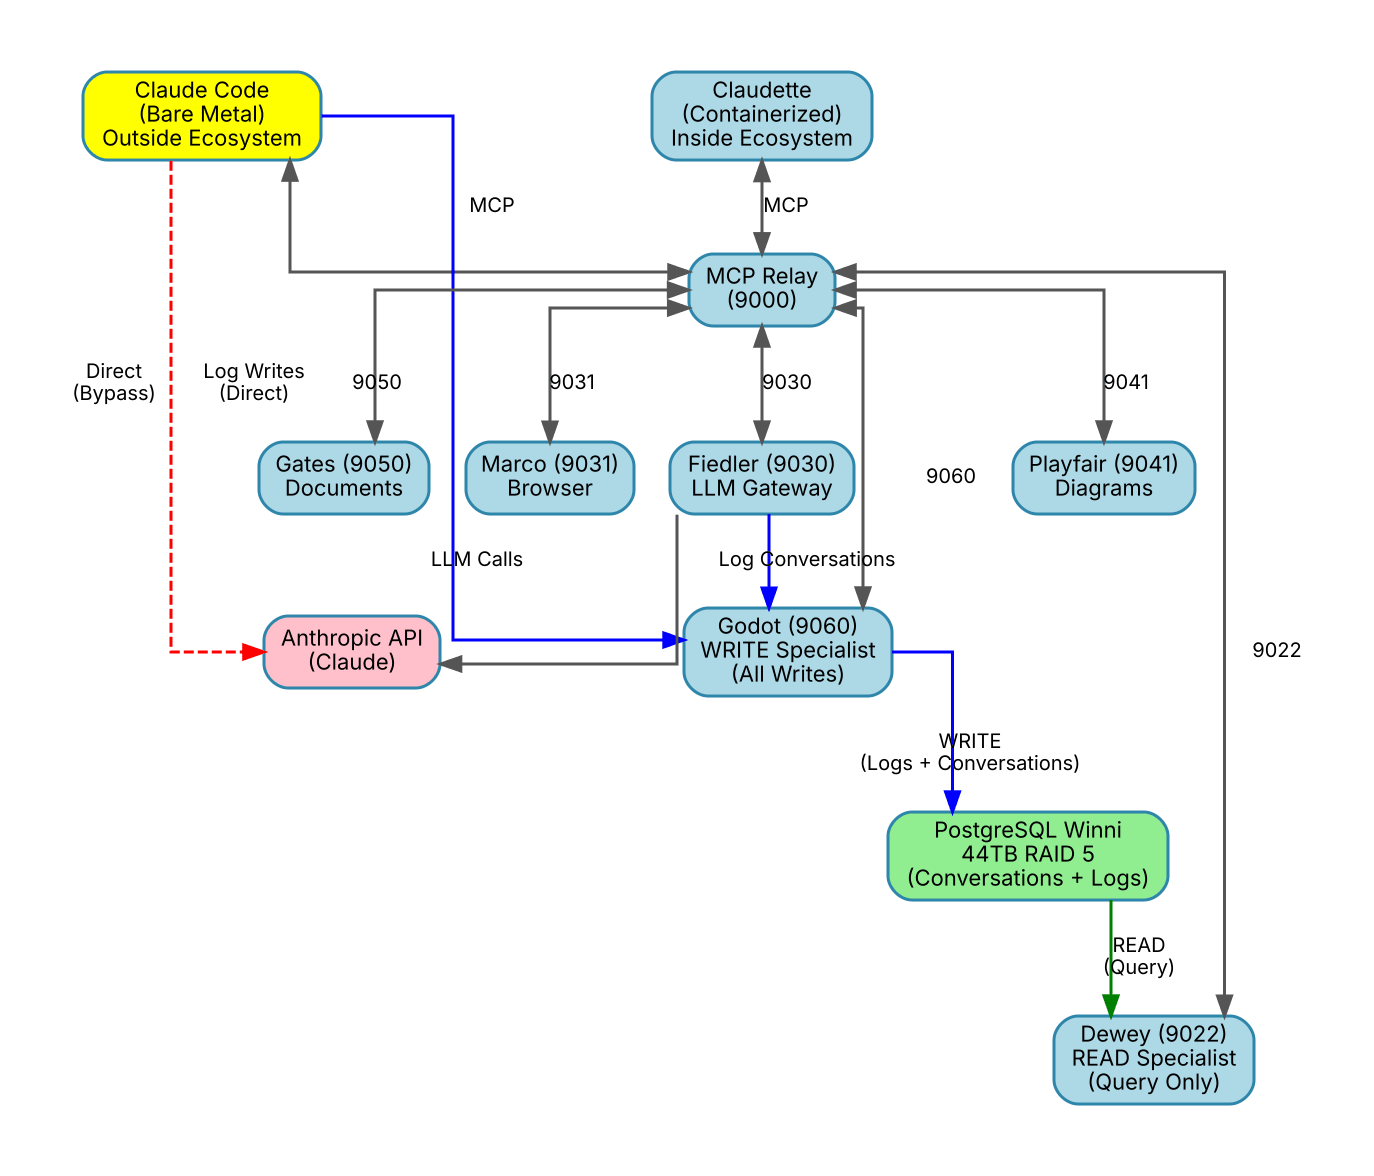 Claude Code
(Bare Metal)
Outside Ecosystem
Claudette
(Containerized)
Inside Ecosystem
MCP
MCP
MCP Relay
(9000)
Direct
(Bypass)
Log Writes
(Direct)
9050
9031
9030
9041
Gates (9050)
Documents
Marco (9031)
Browser
Fiedler (9030)
LLM Gateway
9060
Playfair (9041)
Diagrams
LLM Calls
Log Conversations
Anthropic API
(Claude)
Godot (9060)
WRITE Specialist
(All Writes)
9022
WRITE
(Logs + Conversations)
PostgreSQL Winni
44TB RAID 5
(Conversations + Logs)
READ
(Query)
Dewey (9022)
READ Specialist
(Query Only)